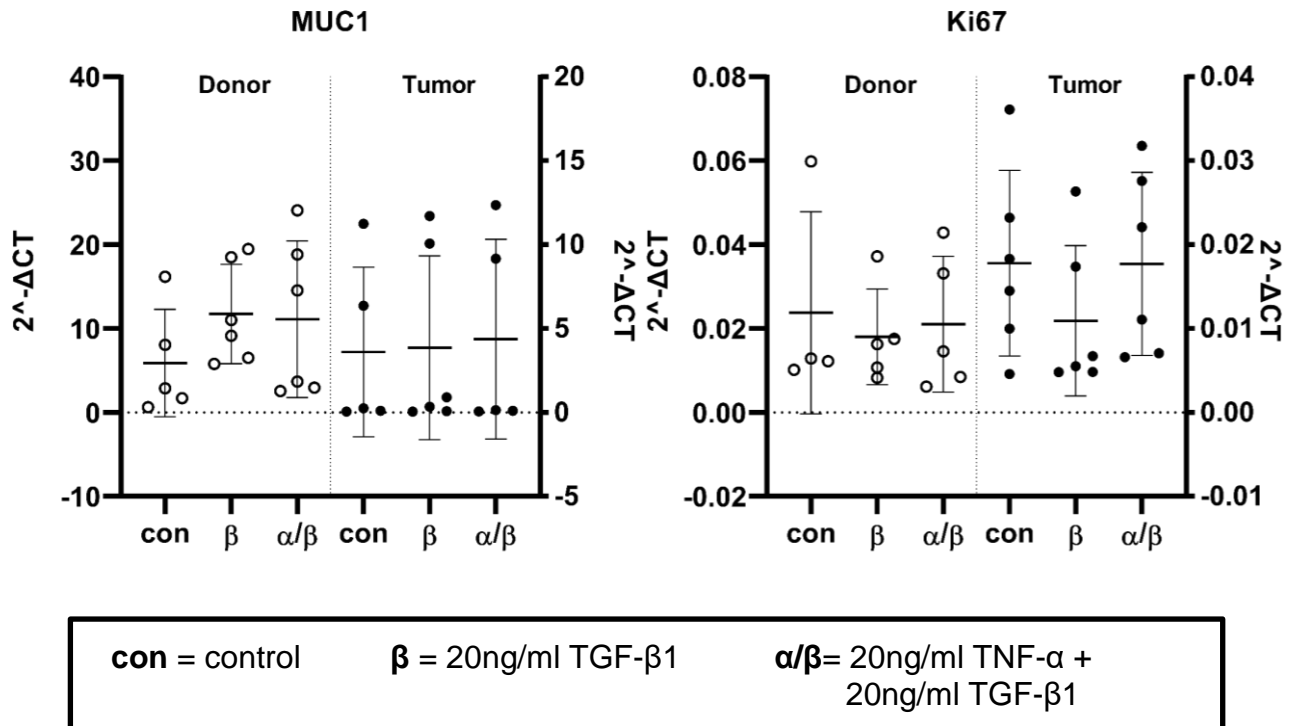 MUC1
Donor Tumor
40
30
20
10
0
-10
2^-ΔCT
20
15
10
5
0
-5
2^-ΔCT
con β α/β con β α/β
Ki67
Donor Tumor
0.08
0.06
0.04
0.02
0.00
-0.02
2^-ΔCT
0.04
0.03
0.02
0.01
0.00
-0.01
2^-ΔCT
con β α/β con β α/β
con = control β = 20ng/ml TGF-β1 α/β= 20ng/ml TNF-α +
20ng/ml TGF-β1